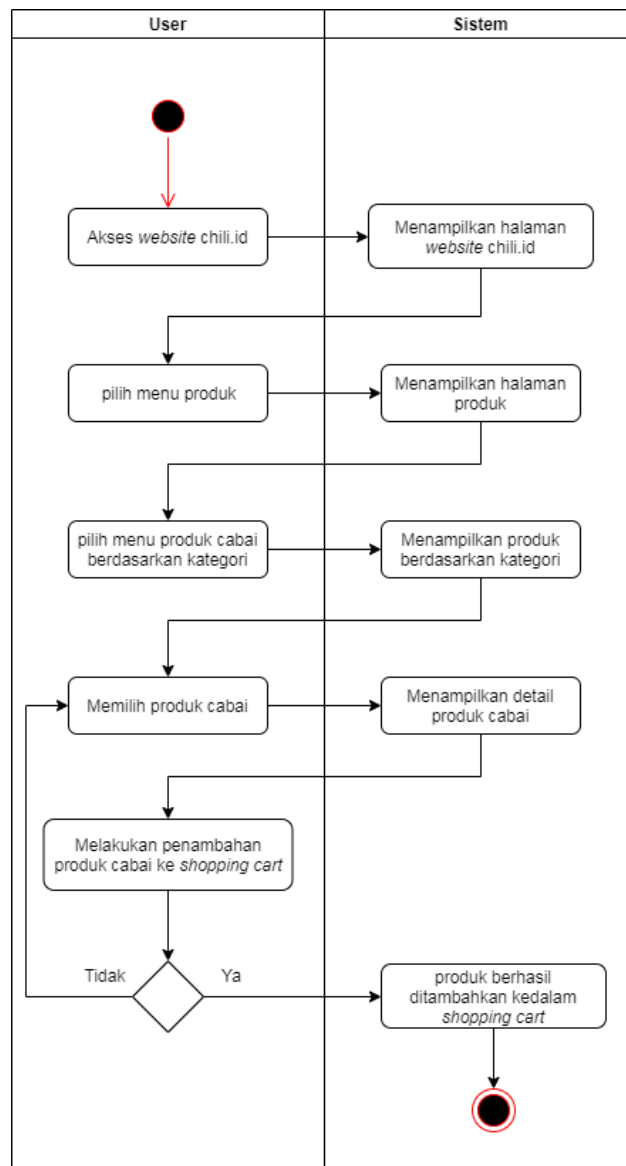 User
Sistem
Akses website chili.id
Menampilkan halaman
website chili.id
pilih menu produk
Menampilkan halaman
produk
pilih menu produk cabai
berdasarkan kategori
Menampilkan produk
berdasarkan kategori
Memilih produk cabai
Menampilkan detail
produk cabai
Melakukan penambahan
produk cabai ke shopping cart
Tidak
Ya
produk berhasil
ditambahkan kedalam
shopping cart